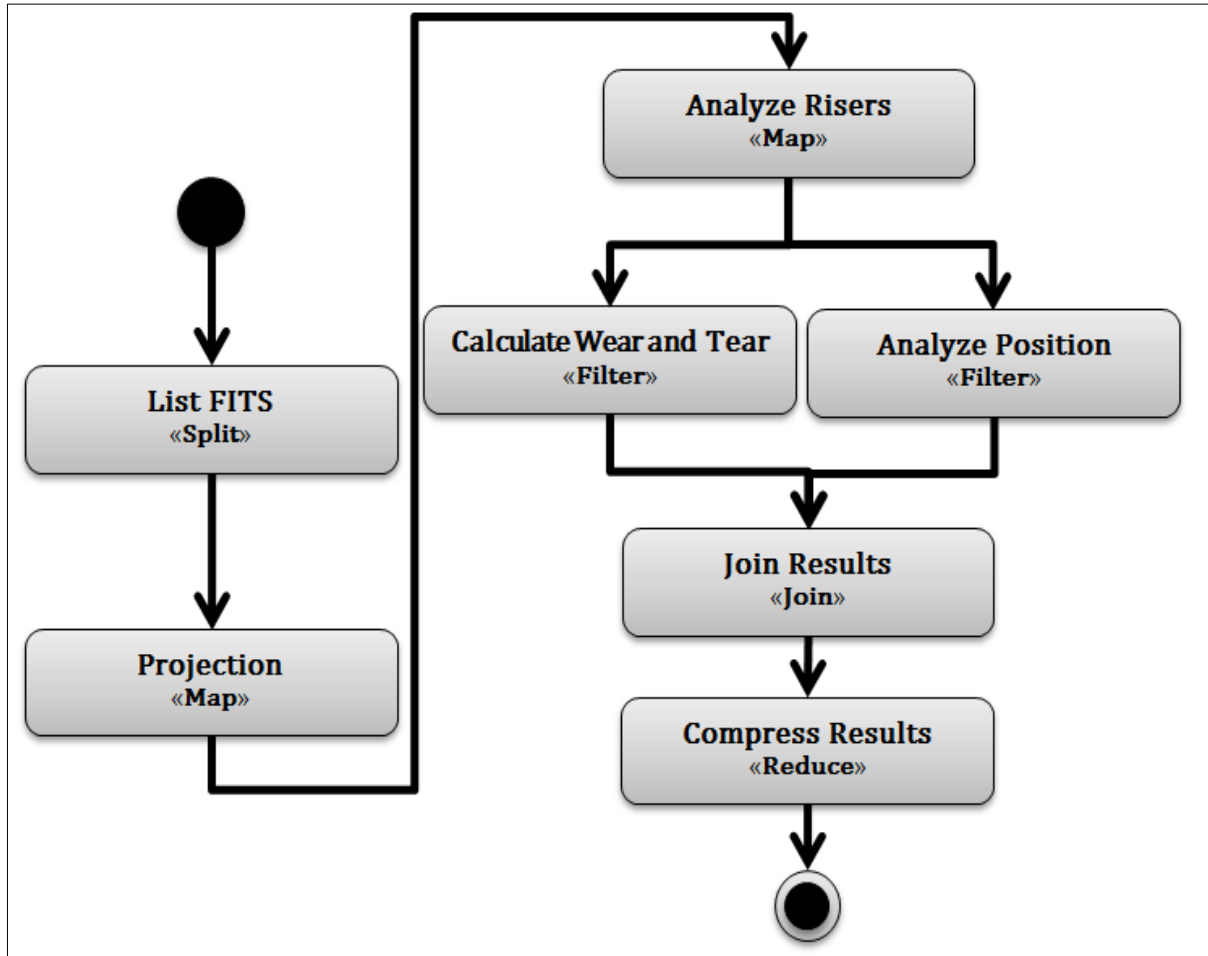 Analyze Risers
«Map»
Calculate Wear and Tear
«Filter»
Analyze Position
«Filter»
List FITS
«Split»
Join Results
«Join»
Projection
«Map»
Compress Results
«Reduce»